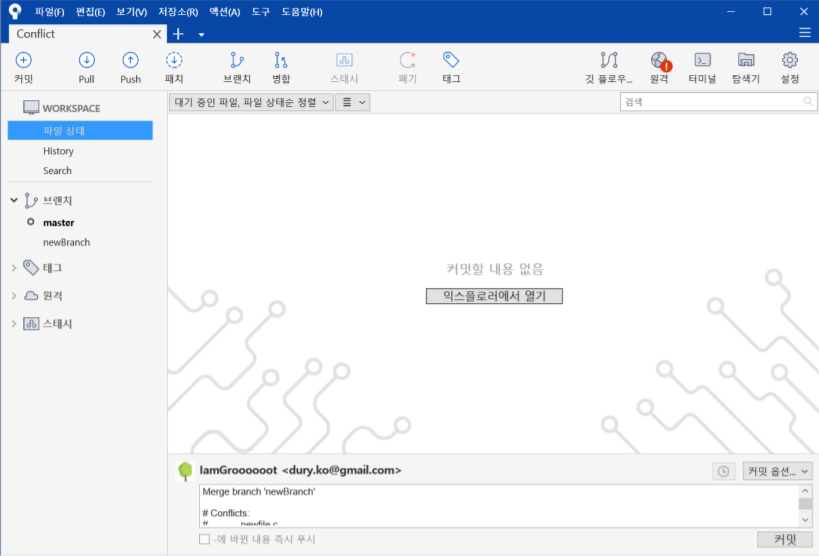 파일(F) 편집(E) 보기(V) 저장소(R) 액션(A) 도구 도움말(H)
Conflict
커밋 Pull Push 패치 브랜치 병합 스태시 폐기 태그 깃 플로우... 원격 터미널 탐색기 설정
WORKSPACE
대기 중인 파일, 파일 상태순 정렬
검색
파일 상태
History
Search
브랜치
master
newBranch
태그
원격
스태시
커밋할 내용 없음
익스플로러에서 열기
IamGroooooot <dury.ko@gmail.com>
커밋 옵션...
Merge branch 'newBranch'
# Conflicts:
# newfile.c
-에 바뀐 내용 즉시 푸시
커밋